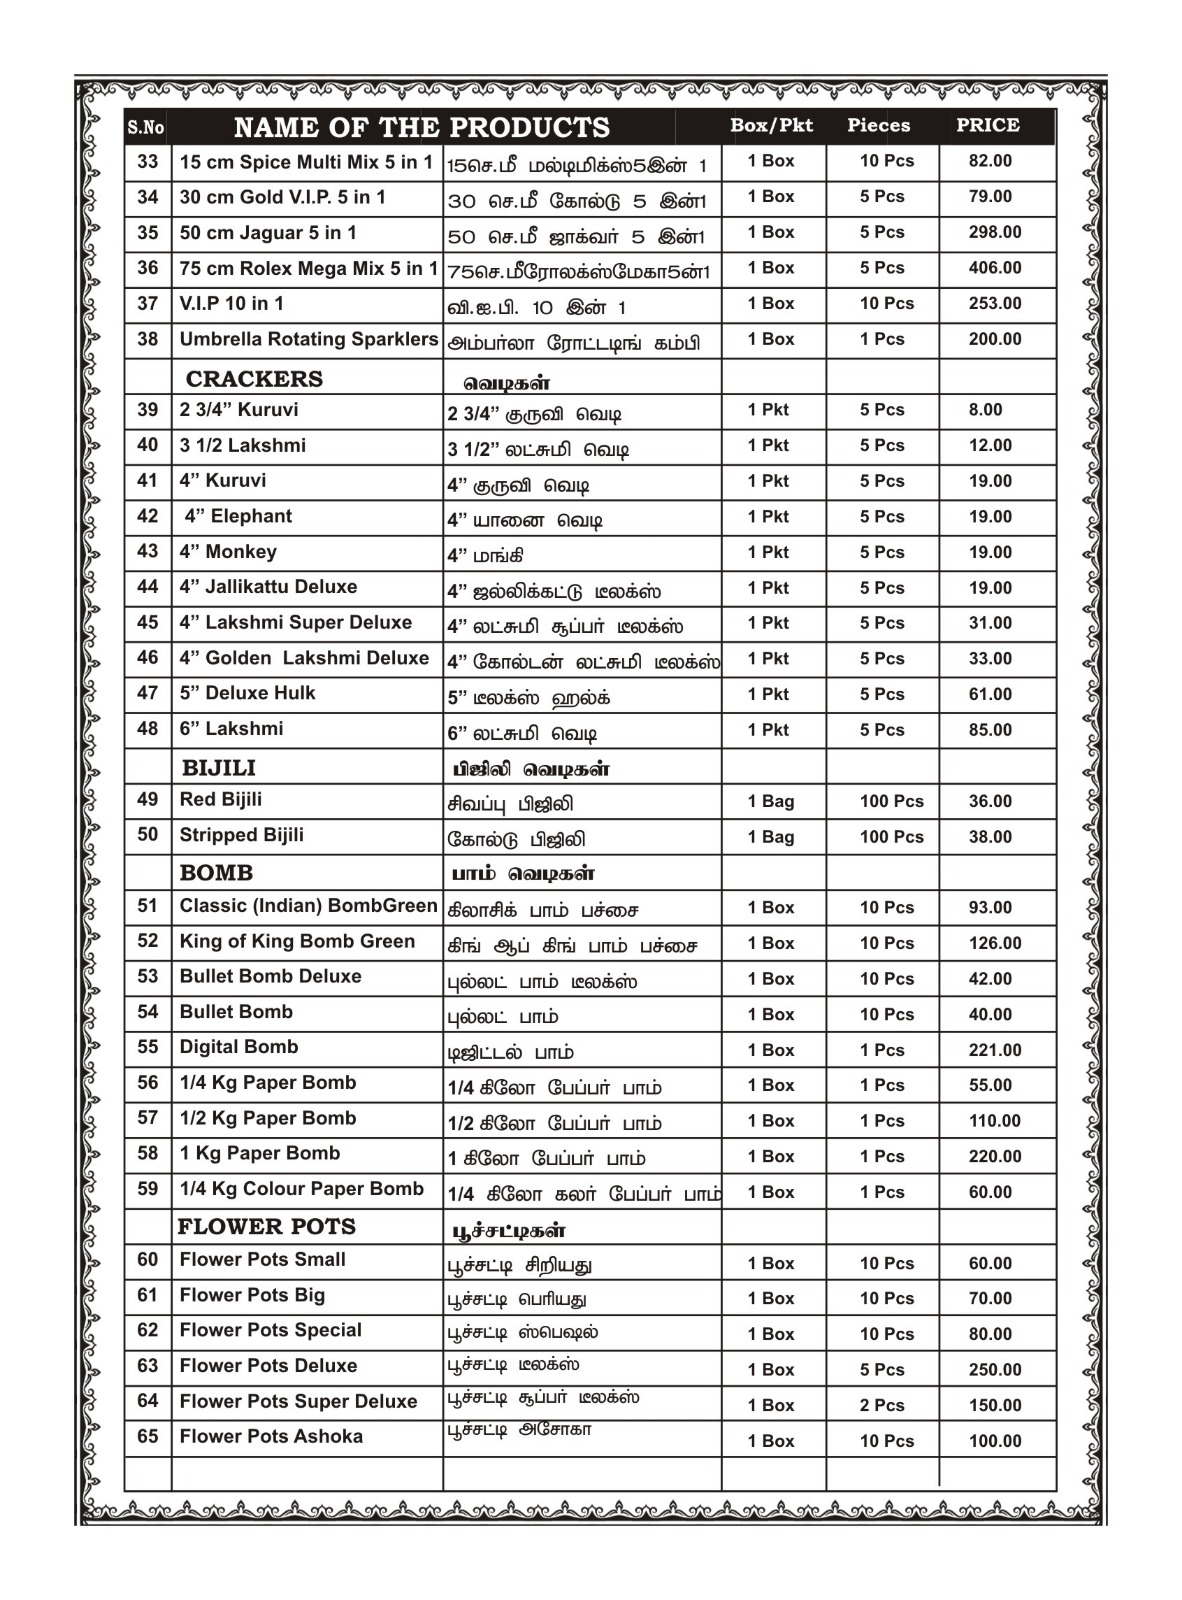 S.No NAME OF THE PRODUCTS Box/Pkt Pieces PRICE
33 15 cm Spice Multi Mix 5 in 1 15செ.மீ மல்டிமிக்ஸ்5இன் 1 1 Box 10 Pcs 82.00
34 30 cm Gold V.I.P. 5 in 1 30 செ.மீ கோல்டு 5 இன்1 1 Box 5 Pcs 79.00
35 50 cm Jaguar 5 in 1 50 செ.மீ ஜாக்வர் 5 இன்1 1 Box 5 Pcs 298.00
36 75 cm Rolex Mega Mix 5 in 1 75செ.மீரோலக்ஸ்மேகா5ன்1 1 Box 5 Pcs 406.00
37 V.I.P 10 in 1 வி.ஐ.பி. 10 இன் 1 1 Box 10 Pcs 253.00
38 Umbrella Rotating Sparklers அம்பர்லா ரோட்டடிங் கம்பி 1 Box 1 Pcs 200.00
CRACKERS வெடிகள்
39 2 3/4” Kuruvi 2 3/4” குருவி வெடி 1 Pkt 5 Pcs 8.00
40 3 1/2 Lakshmi 3 1/2” லட்சுமி வெடி 1 Pkt 5 Pcs 12.00
41 4” Kuruvi 4” குருவி வெடி 1 Pkt 5 Pcs 19.00
42 4” Elephant 4” யானை வெடி 1 Pkt 5 Pcs 19.00
43 4” Monkey 4” மங்கி 1 Pkt 5 Pcs 19.00
44 4” Jallikattu Deluxe 4” ஜல்லிக்கட்டு டீலக்ஸ் 1 Pkt 5 Pcs 19.00
45 4” Lakshmi Super Deluxe 4” லட்சுமி சூப்பர் டீலக்ஸ் 1 Pkt 5 Pcs 31.00
46 4” Golden Lakshmi Deluxe 4” கோல்டன் லட்சுமி டீலக்ஸ் 1 Pkt 5 Pcs 33.00
47 5” Deluxe Hulk 5” டீலக்ஸ் ஹல்க் 1 Pkt 5 Pcs 61.00
48 6” Lakshmi 6” லட்சுமி வெடி 1 Pkt 5 Pcs 85.00
BIJILI பிஜிலி வெடிகள்
49 Red Bijili சிவப்பு பிஜிலி 1 Bag 100 Pcs 36.00
50 Stripped Bijili கோல்டு பிஜிலி 1 Bag 100 Pcs 38.00
BOMB பாம் வெடிகள்
51 Classic (Indian) BombGreen கிலாசிக் பாம் பச்சை 1 Box 10 Pcs 93.00
52 King of King Bomb Green கிங் ஆப் கிங் பாம் பச்சை 1 Box 10 Pcs 126.00
53 Bullet Bomb Deluxe புல்லட் பாம் டீலக்ஸ் 1 Box 10 Pcs 42.00
54 Bullet Bomb புல்லட் பாம் 1 Box 10 Pcs 40.00
55 Digital Bomb டிஜிட்டல் பாம் 1 Box 1 Pcs 221.00
56 1/4 Kg Paper Bomb 1/4 கிலோ பேப்பர் பாம் 1 Box 1 Pcs 55.00
57 1/2 Kg Paper Bomb 1/2 கிலோ பேப்பர் பாம் 1 Box 1 Pcs 110.00
58 1 Kg Paper Bomb 1 கிலோ பேப்பர் பாம் 1 Box 1 Pcs 220.00
59 1/4 Kg Colour Paper Bomb 1/4 கிலோ கலர் பேப்பர் பாம் 1 Box 1 Pcs 60.00
FLOWER POTS பூச்சட்டிகள்
60 Flower Pots Small பூச்சட்டி சிறியது 1 Box 10 Pcs 60.00
61 Flower Pots Big பூச்சட்டி பெரியது 1 Box 10 Pcs 70.00
62 Flower Pots Special பூச்சட்டி ஸ்பெஷல் 1 Box 10 Pcs 80.00
63 Flower Pots Deluxe பூச்சட்டி டீலக்ஸ் 1 Box 5 Pcs 250.00
64 Flower Pots Super Deluxe பூச்சட்டி சூப்பர் டீலக்ஸ் 1 Box 2 Pcs 150.00
65 Flower Pots Ashoka பூச்சட்டி அசோகா 1 Box 10 Pcs 100.00